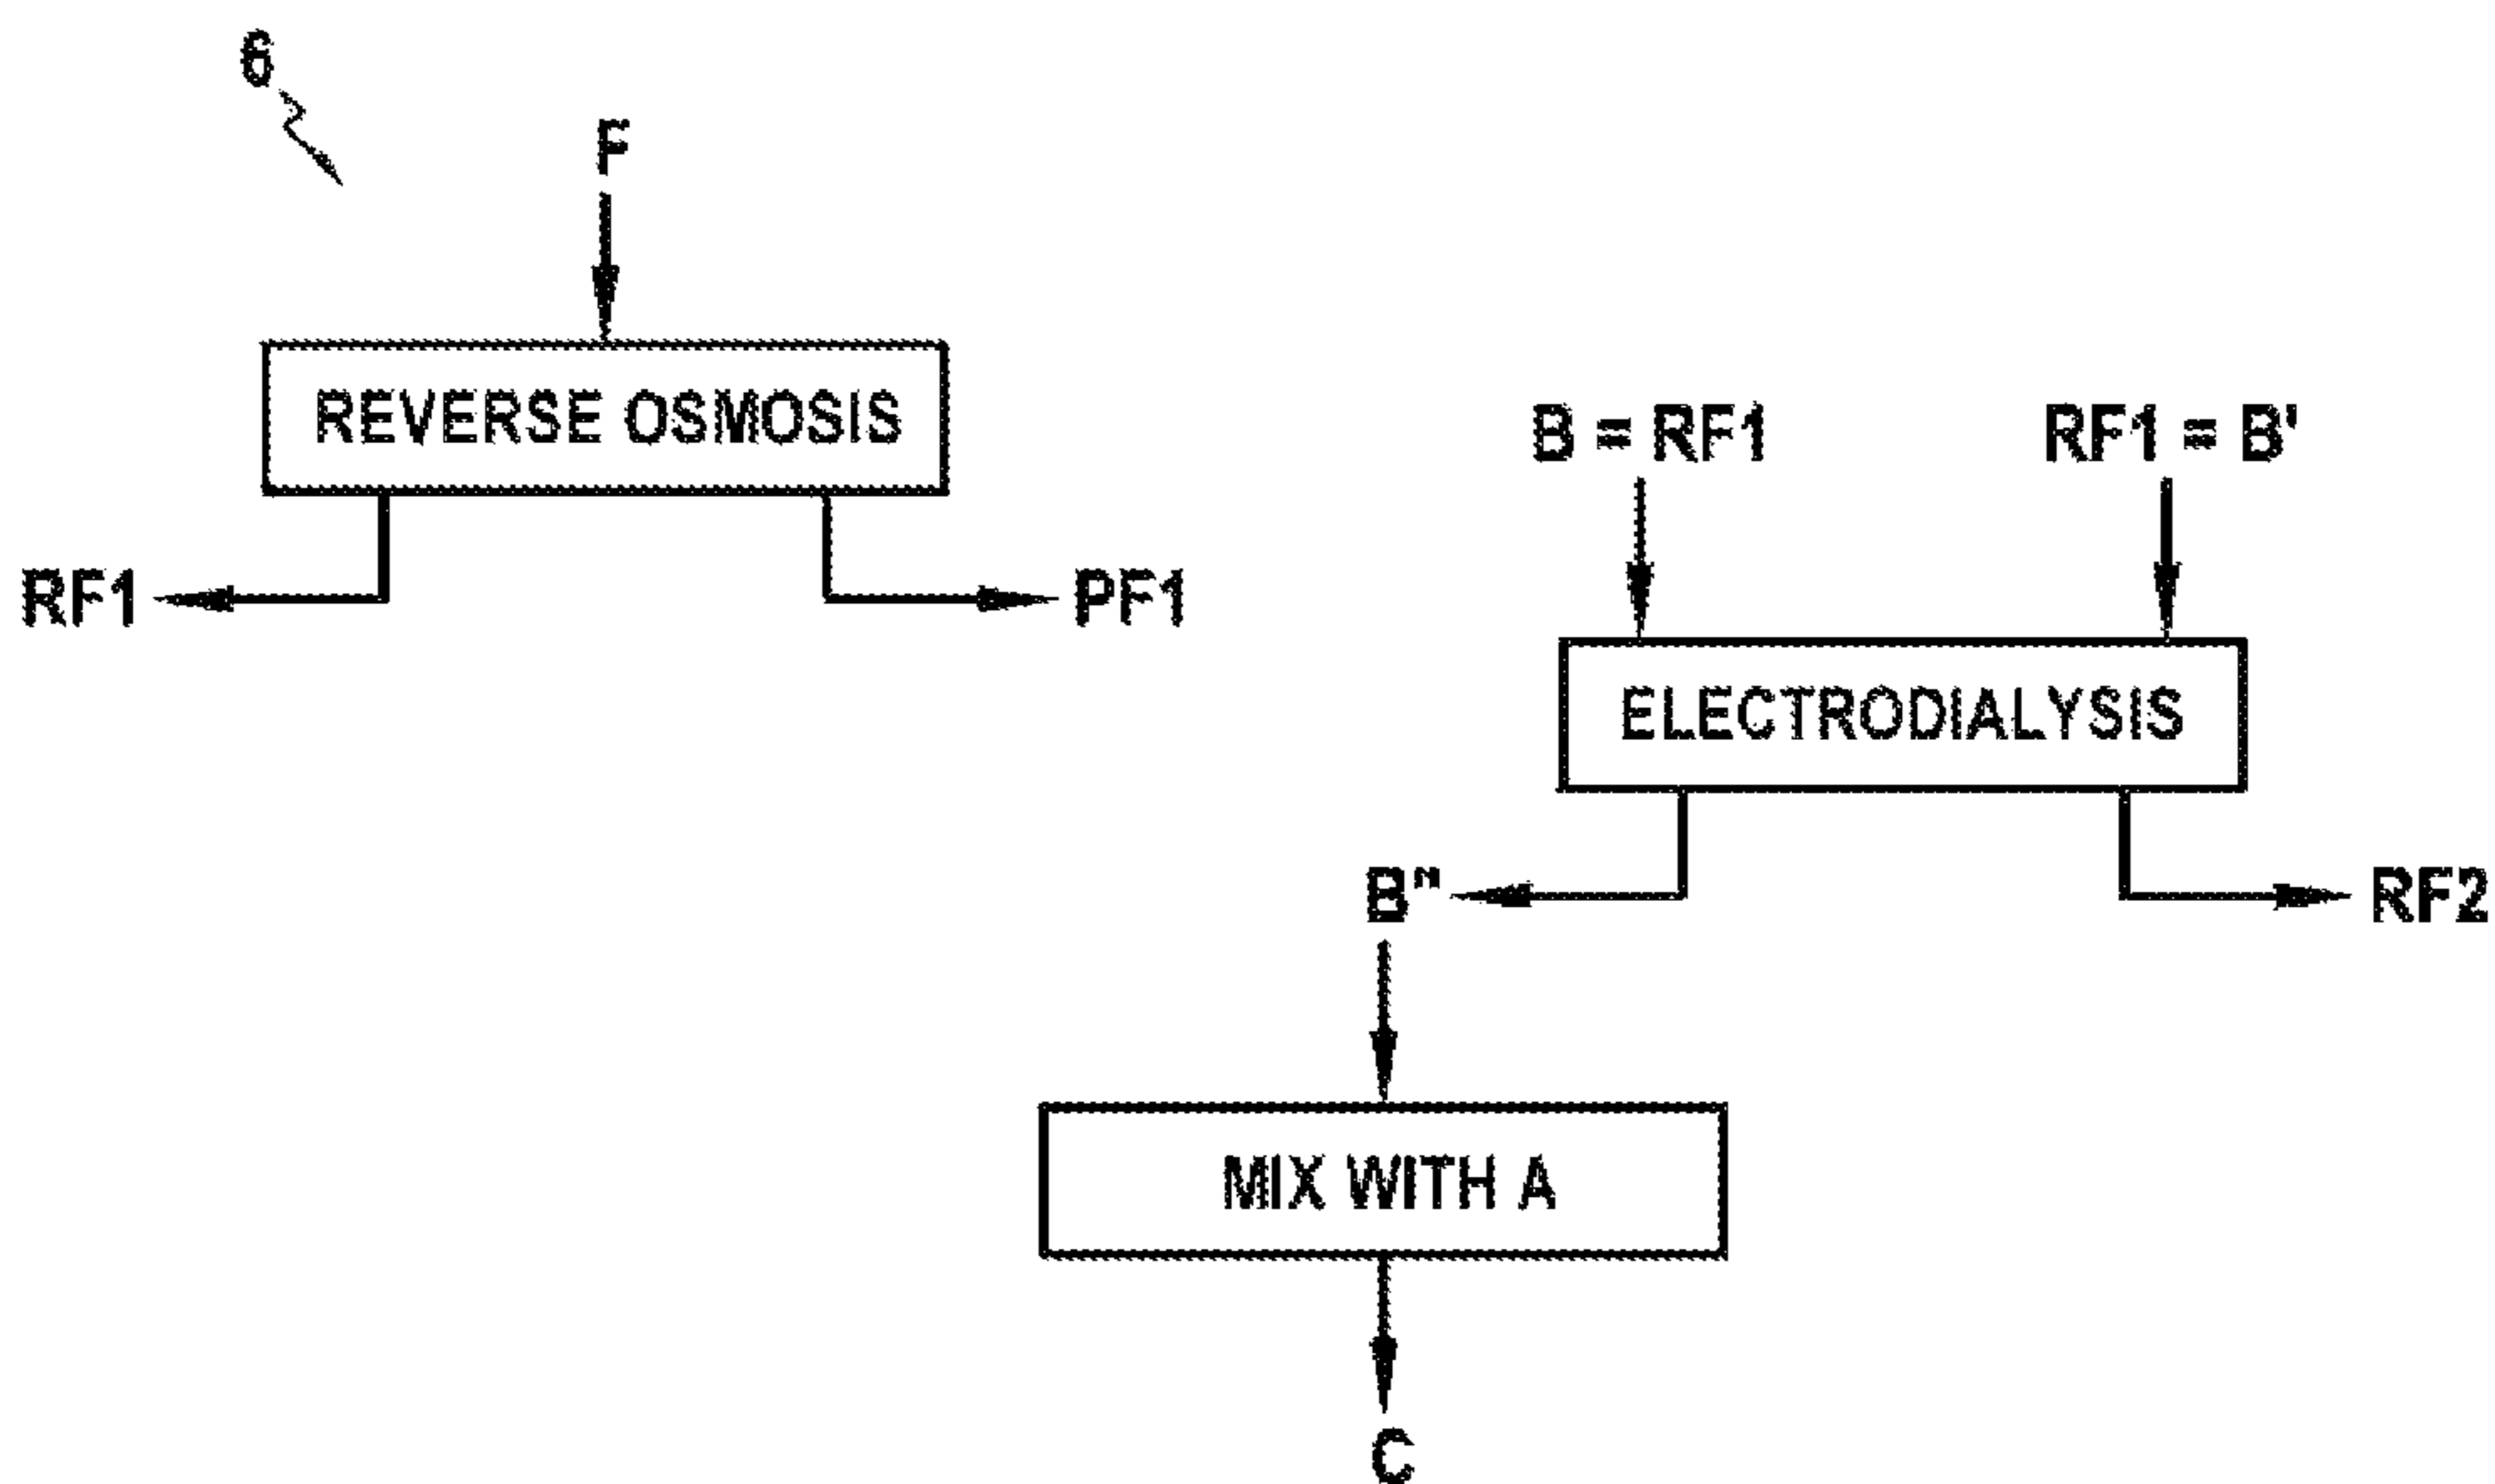 6
F
REVERSE OSMOSIS
RF1
PF1
B = RF1
RF1 = B'
ELECTRODIALYSIS
B"
RF2
MIX WITH A
C